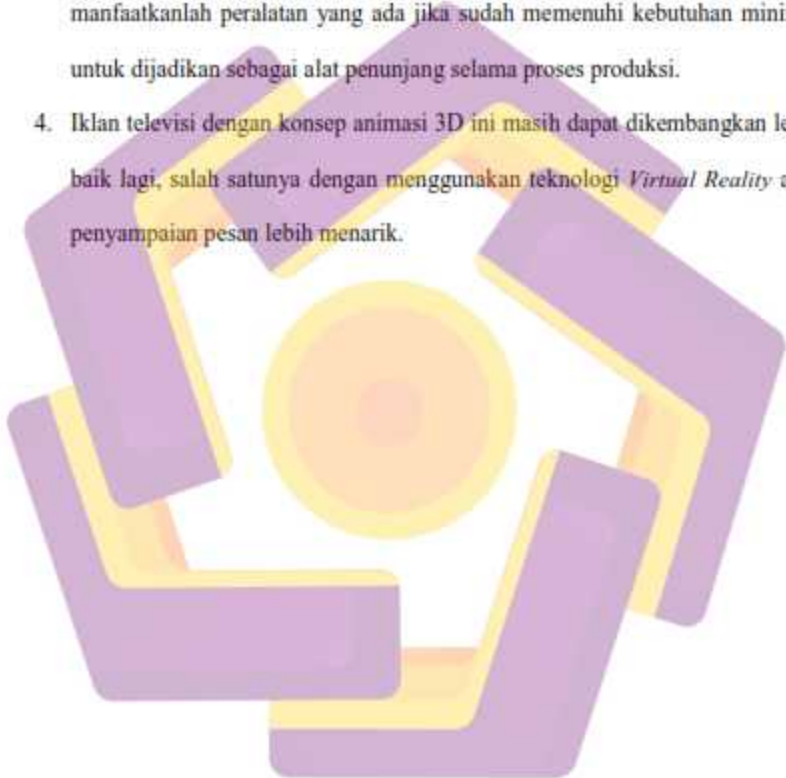 manfaatkanlah peralatan yang ada jika sudah memenuhi kebutuhan mini
untuk dijadikan sebagai alat penunjang selama proses produksi.
4. Iklan televisi dengan konsep animasi 3D ini masih dapat dikembangkan le
baik lagi, salah satunya dengan menggunakan teknologi Virtual Reality a
penyampaian pesan lebih menarik.